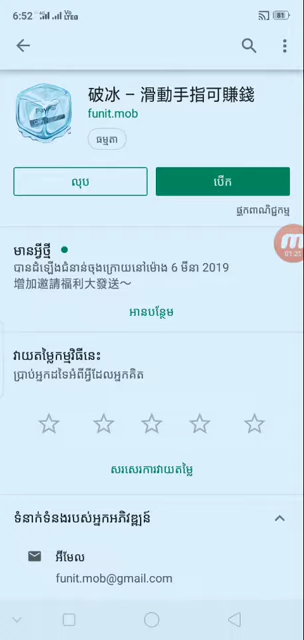 6:52
81
破冰 – 滑動手指可賺錢
funit.mob
ធម្មតា
លុប
បើក
ផ្នែកពាណិជ្ជកម្ម
មានអ្វីថ្មី
បានដំឡើងជំនាន់ចុងក្រោយនៅម៉ោង 6 មីនា 2019
增加邀請福利大發送～
អានបន្ថែម
01:21
វាយតម្លៃកម្មវិធីនេះ
ប្រាប់អ្នកដទៃអំពីអ្វីដែលអ្នកគិត
សរសេរការវាយតម្លៃ
ទំនាក់ទំនងរបស់អ្នកអភិវឌ្ឍន៍
អ៊ីមែល
funit.mob@gmail.com